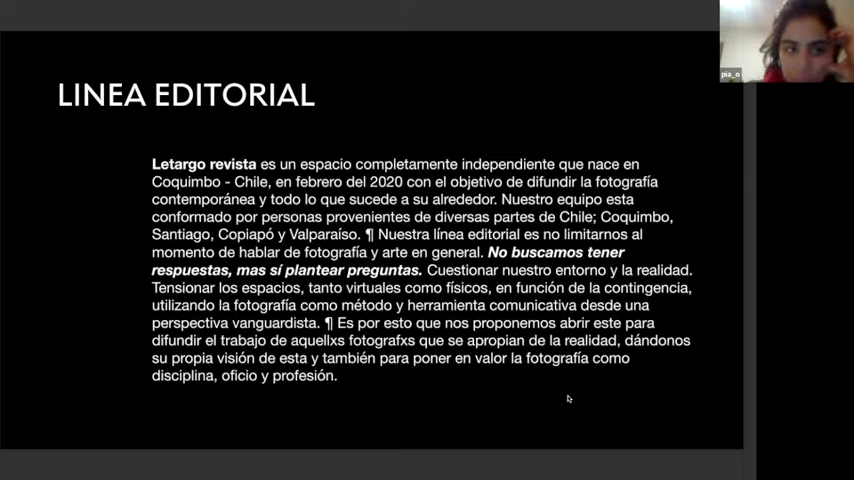 LINEA EDITORIAL
Letargo revista es un espacio completamente independiente que nace en
Coquimbo - Chile, en febrero del 2020 con el objetivo de difundir la fotografía
contemporánea y todo lo que sucede a su alrededor. Nuestro equipo esta
conformado por personas provenientes de diversas partes de Chile; Coquimbo,
Santiago, Copiapó y Valparaíso. ¶ Nuestra línea editorial es no limitarnos al
momento de hablar de fotografía y arte en general. No buscamos tener
respuestas, mas sí plantear preguntas. Cuestionar nuestro entorno y la realidad.
Tensionar los espacios, tanto virtuales como físicos, en función de la contingencia,
utilizando la fotografía como método y herramienta comunicativa desde una
perspectiva vanguardista. ¶ Es por esto que nos proponemos abrir este para
difundir el trabajo de aquellxs fotografxs que se apropian de la realidad, dándonos
su propia visión de esta y también para poner en valor la fotografía como
disciplina, oficio y profesión.
pia_o